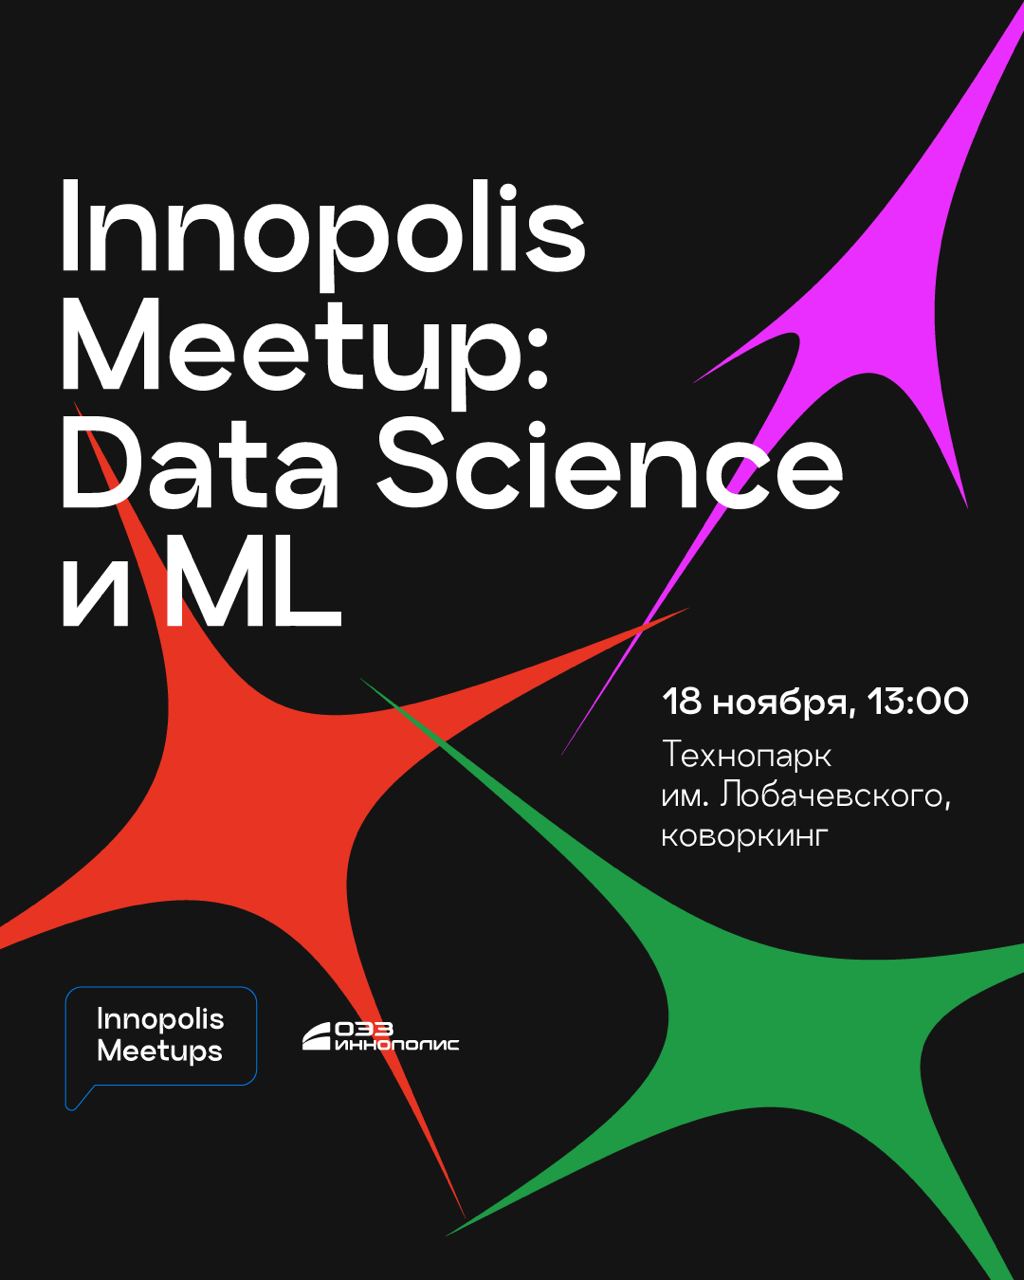 Innopolis
Meetup:
Data Science
и ML
18 ноября, 13:00
Технопарк
им. Лобачевского,
коворкинг
Innopolis
Meetups
ОЭЗ
ИННОПОЛИС